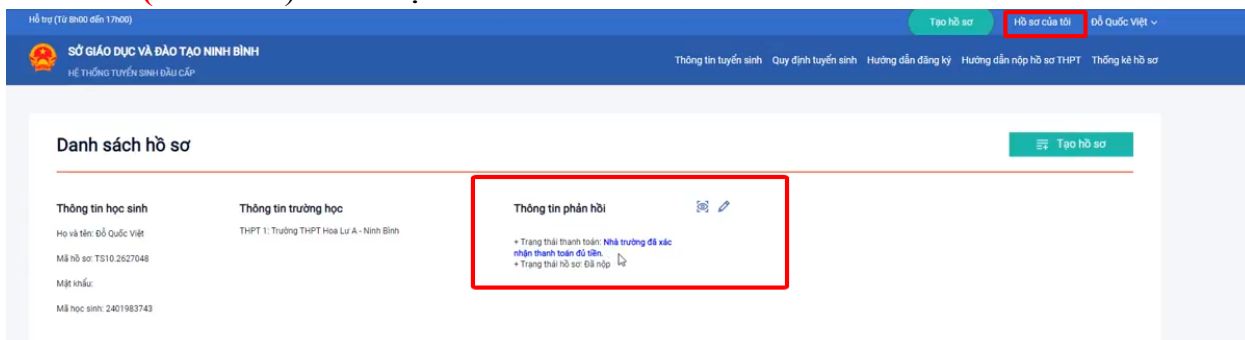 Hỗ trợ (Từ 8h00 đến 17h00)
Tạo hồ sơ
Hồ sơ của tôi
Đỗ Quốc Việt
SỞ GIÁO DỤC VÀ ĐÀO TẠO NINH BÌNH
HỆ THỐNG TUYỂN SINH ĐẦU CẤP
Thông tin tuyển sinh
Quy định tuyển sinh
Hướng dẫn đăng ký
Hướng dẫn nộp hồ sơ THPT
Thống kê hồ sơ
Danh sách hồ sơ
Tạo hồ sơ
Thông tin học sinh
Họ và tên: Đỗ Quốc Việt
Mã hồ sơ: TS10.2627048
Mật khẩu:
Mã học sinh: 2401983743
Thông tin trường học
THPT 1: Trường THPT Hoa Lư A - Ninh Bình
Thông tin phản hồi
+ Trạng thái thanh toán: Nhà trường đã xác
nhận thanh toán đủ tiền.
+ Trạng thái hồ sơ: Đã nộp